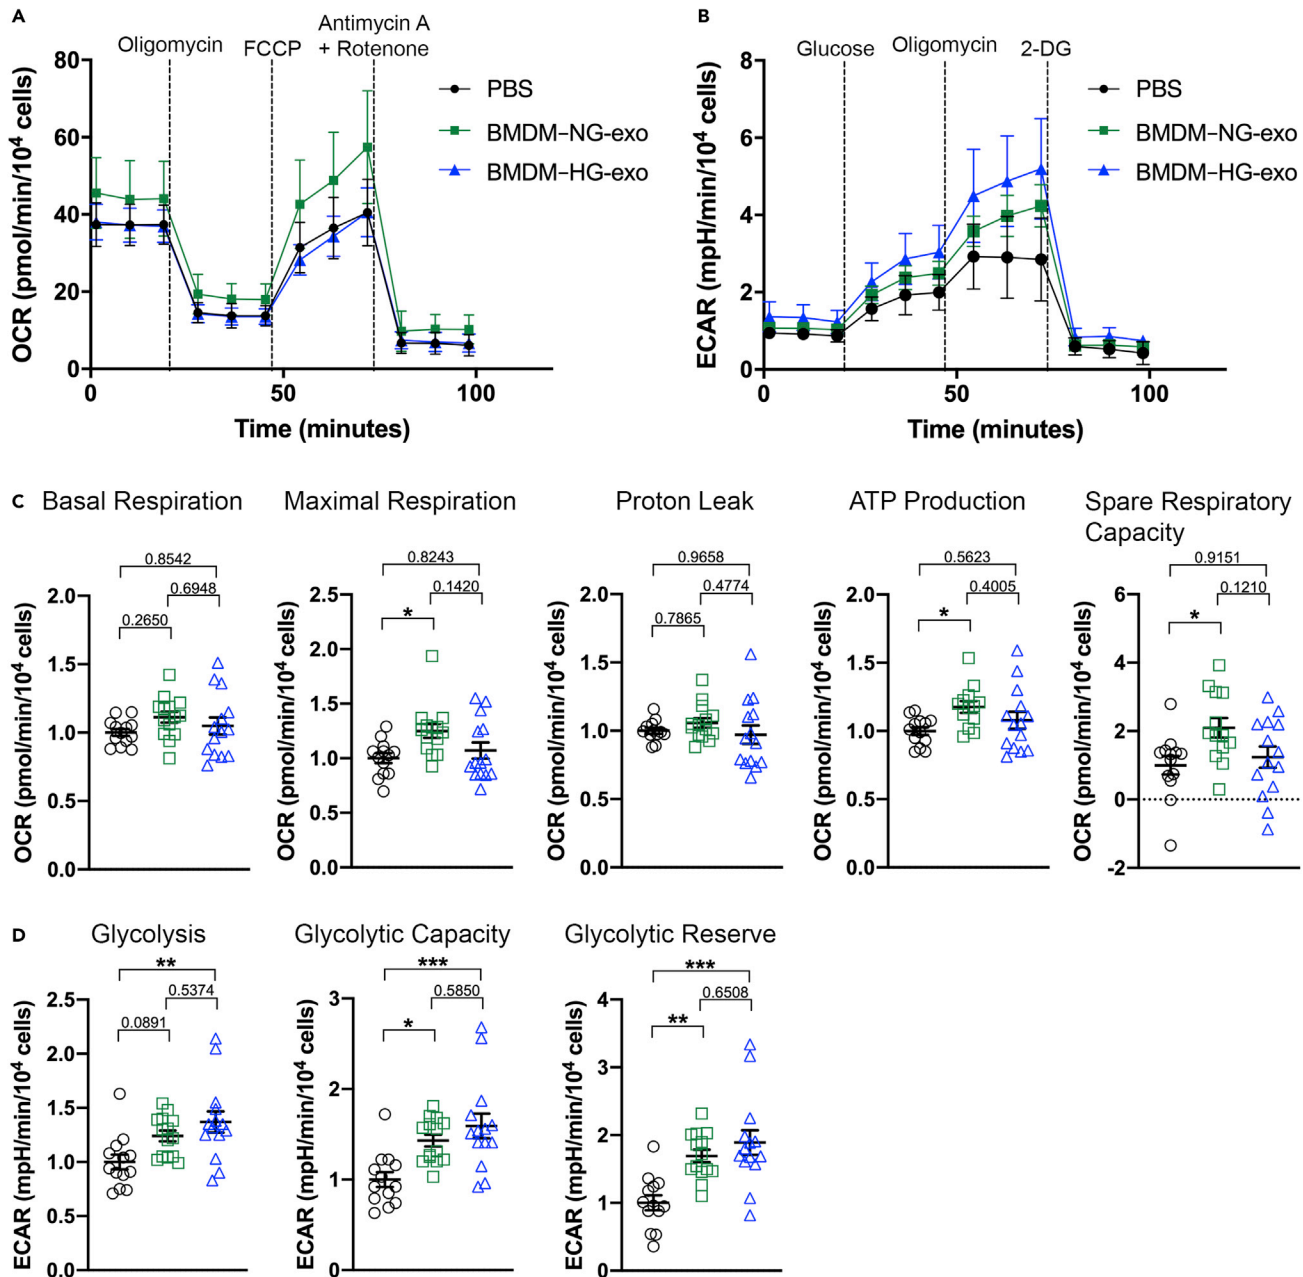 A
Oligomycin
FCCP
Antimycin A
+ Rotenone
OCR (pmol/min/10⁴ cells)
80
60
40
20
0
0
50
100
Time (minutes)
PBS
BMDM–NG-exo
BMDM–HG-exo
B
Glucose
Oligomycin
2-DG
ECAR (mpH/min/10⁴ cells)
8
6
4
2
0
0
50
100
Time (minutes)
PBS
BMDM–NG-exo
BMDM–HG-exo
C
Basal Respiration
0.8542
0.6948
0.2650
OCR (pmol/min/10⁴ cells)
2.0
1.5
1.0
0.5
0.0
Maximal Respiration
0.8243
0.1420
*
OCR (pmol/min/10⁴ cells)
2.5
2.0
1.5
1.0
0.5
0.0
Proton Leak
0.9658
0.4774
0.7865
OCR (pmol/min/10⁴ cells)
2.0
1.5
1.0
0.5
0.0
ATP Production
0.5623
0.4005
*
OCR (pmol/min/10⁴ cells)
2.0
1.5
1.0
0.5
0.0
Spare Respiratory
Capacity
0.9151
0.1210
*
OCR (pmol/min/10⁴ cells)
6
4
2
0
-2
D
Glycolysis
**
0.5374
0.0891
ECAR (mpH/min/10⁴ cells)
2.5
2.0
1.5
1.0
0.5
0.0
Glycolytic Capacity
***
0.5850
*
ECAR (mpH/min/10⁴ cells)
3
2
1
0
Glycolytic Reserve
***
0.6508
**
ECAR (mpH/min/10⁴ cells)
4
3
2
1
0